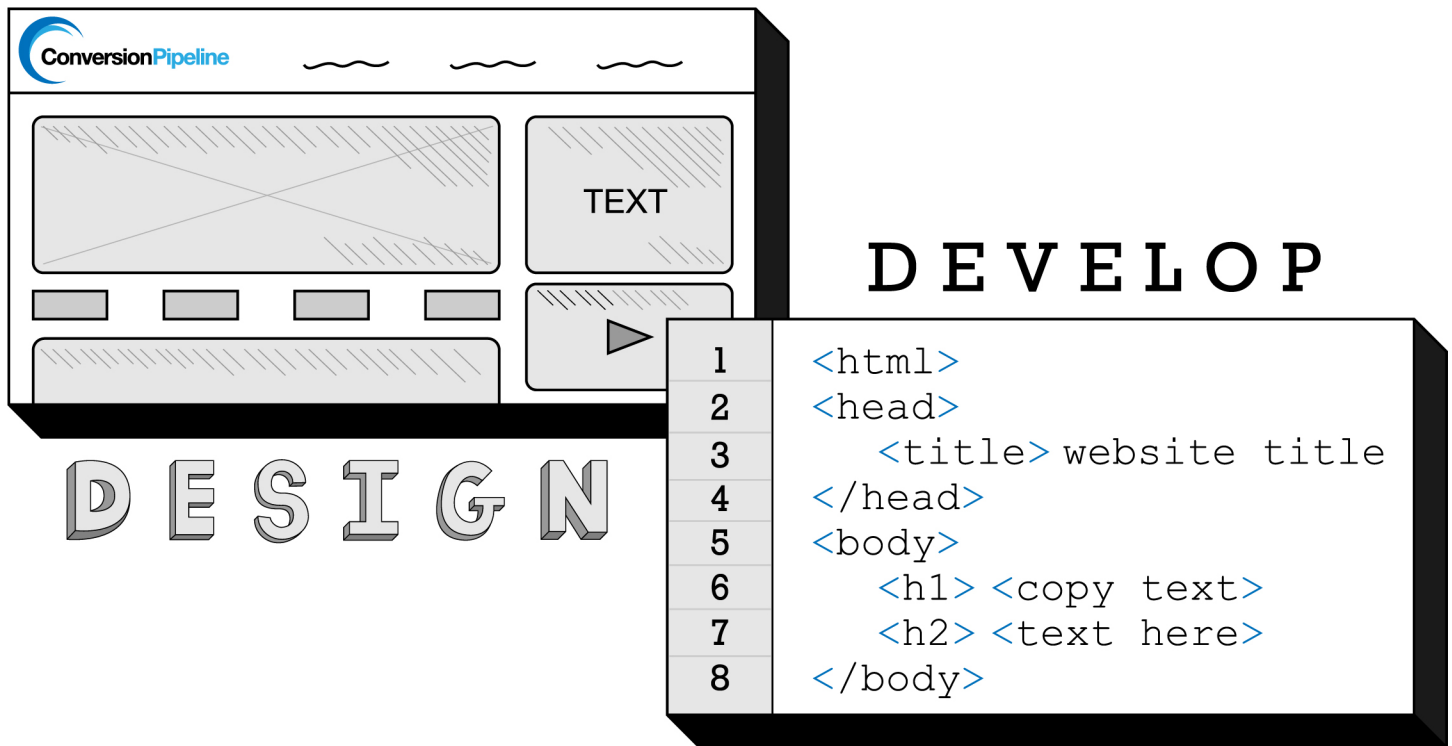 ConversionPipeline
TEXT
DESIGN
DEVELOP
1 <html>
2 <head>
3 <title> website title
4 </head>
5 <body>
6 <h1> <copy text>
7 <h2> <text here>
8 </body>